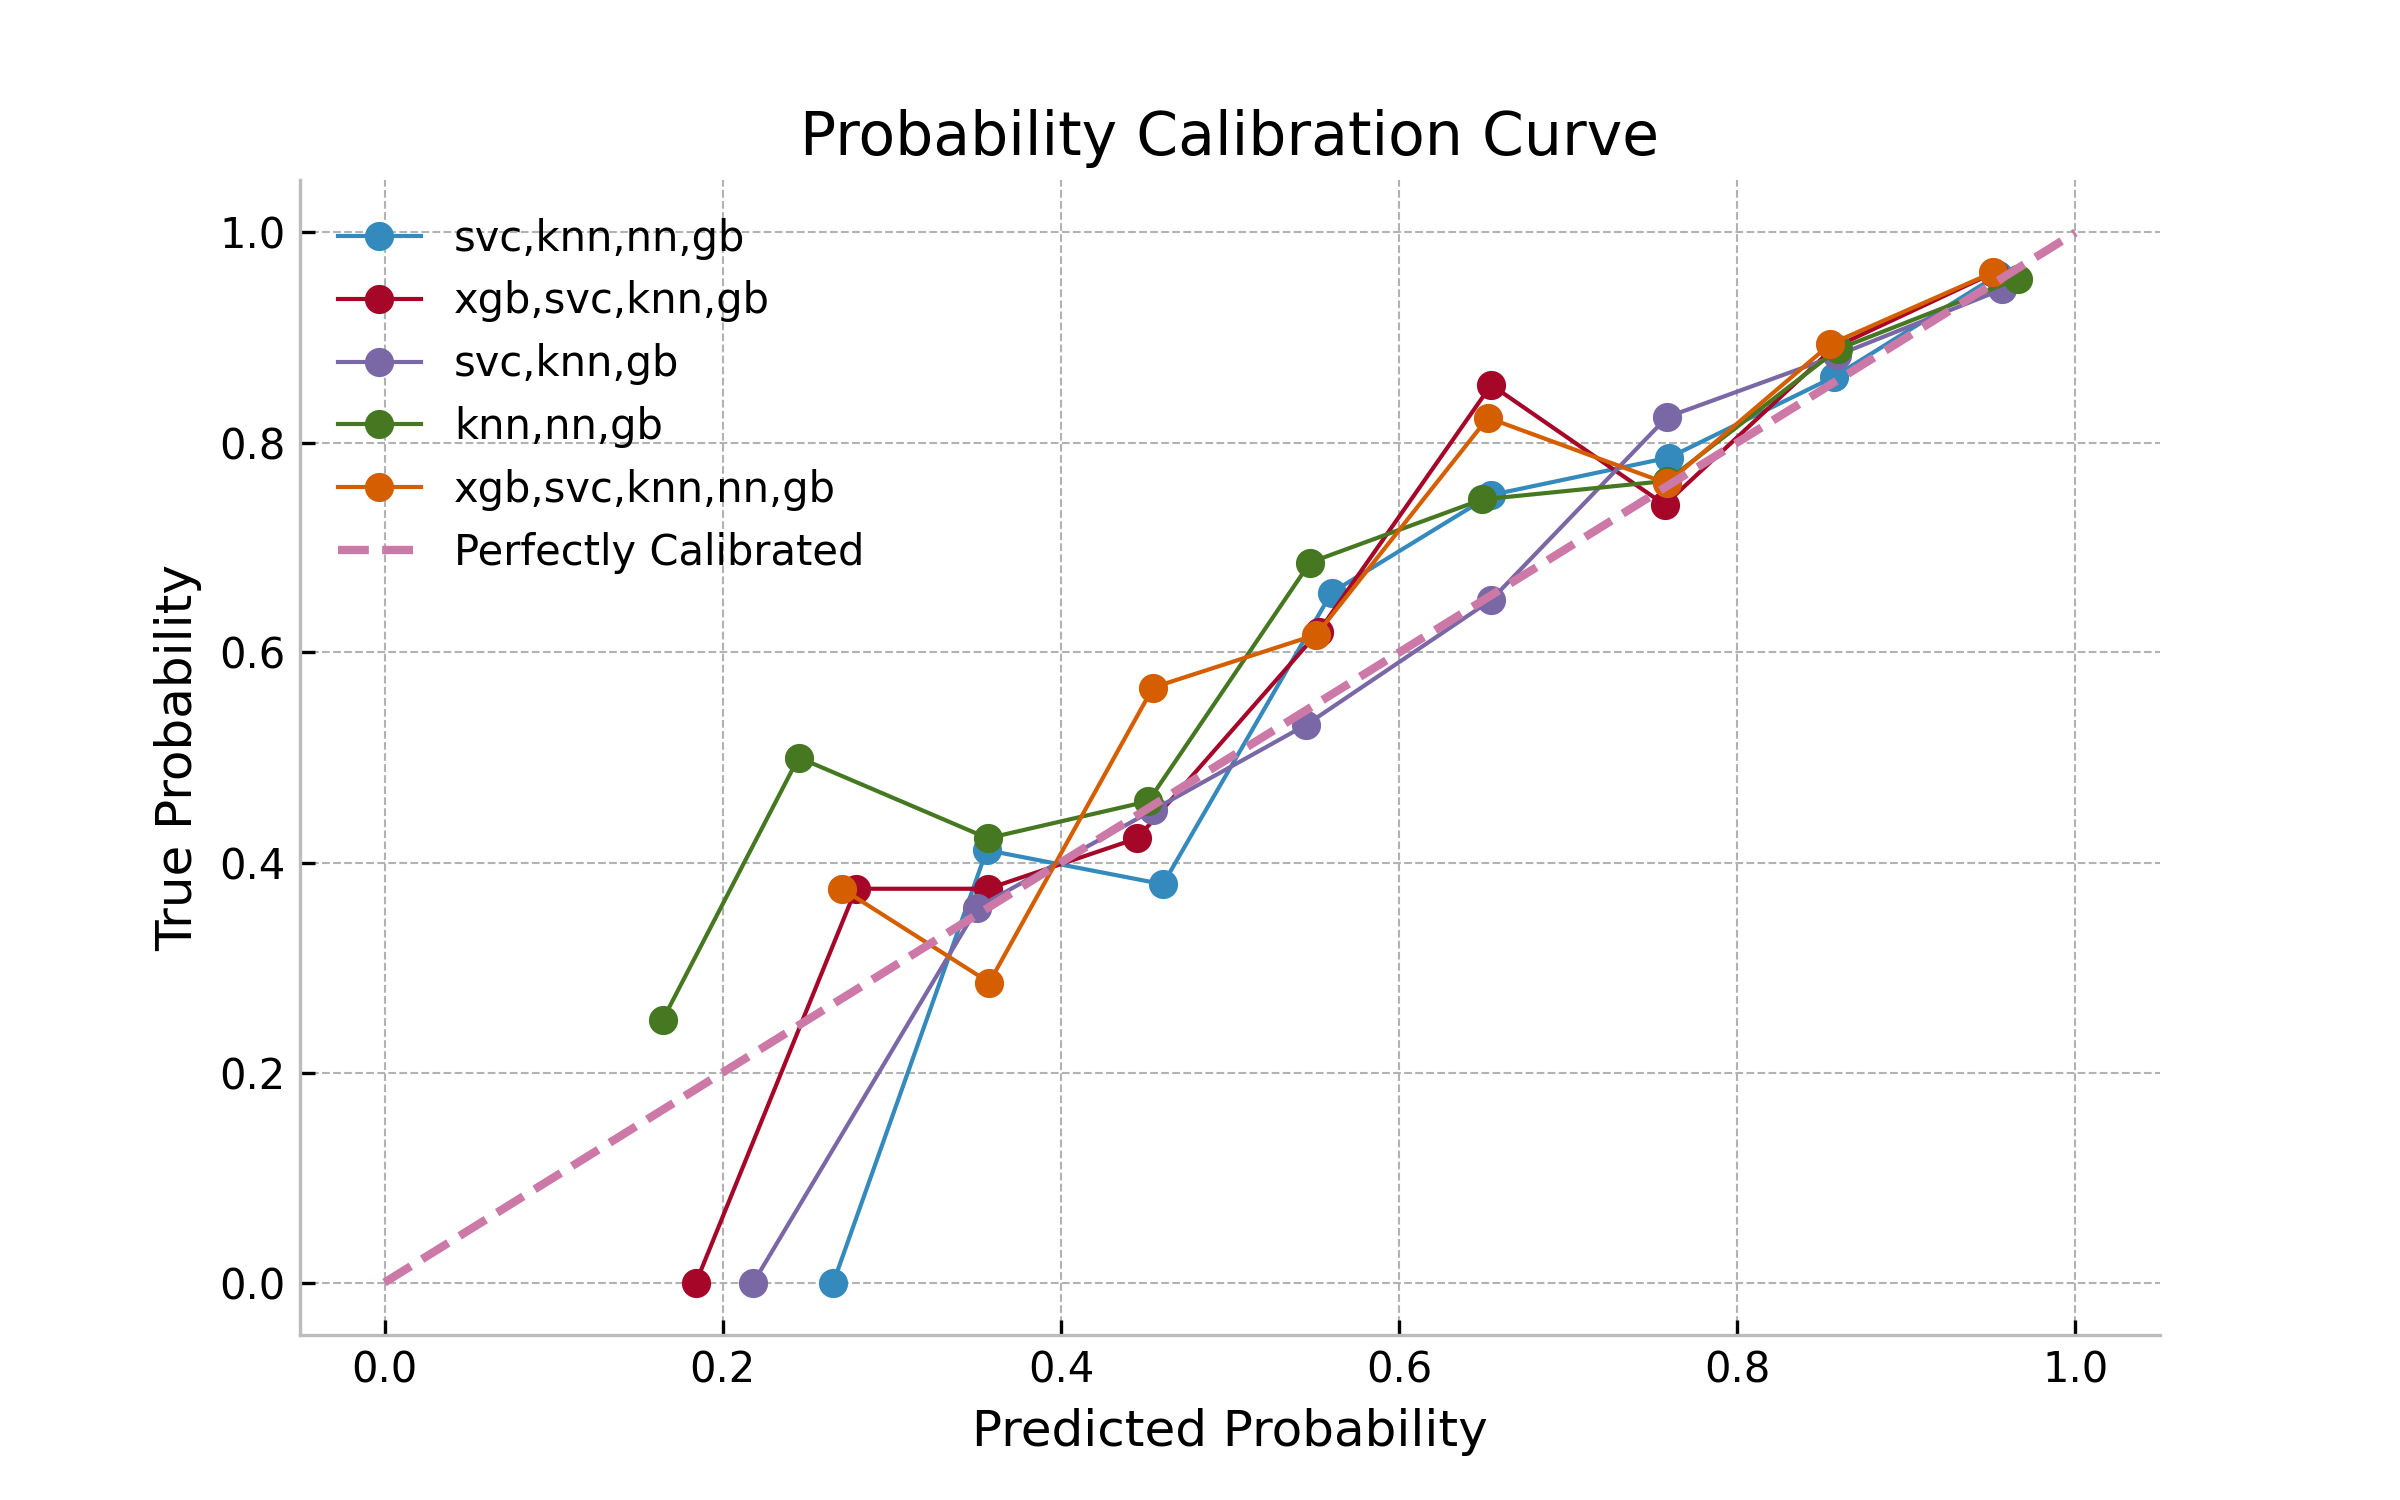 Probability Calibration Curve
1.0
0.8
0.6
0.4
0.2
0.0
True Probability
svc,knn,nn,gb
xgb,svc,knn,gb
svc,knn,gb
knn,nn,gb
xgb,svc,knn,nn,gb
Perfectly Calibrated
0.0 0.2 0.4 0.6 0.8 1.0
Predicted Probability